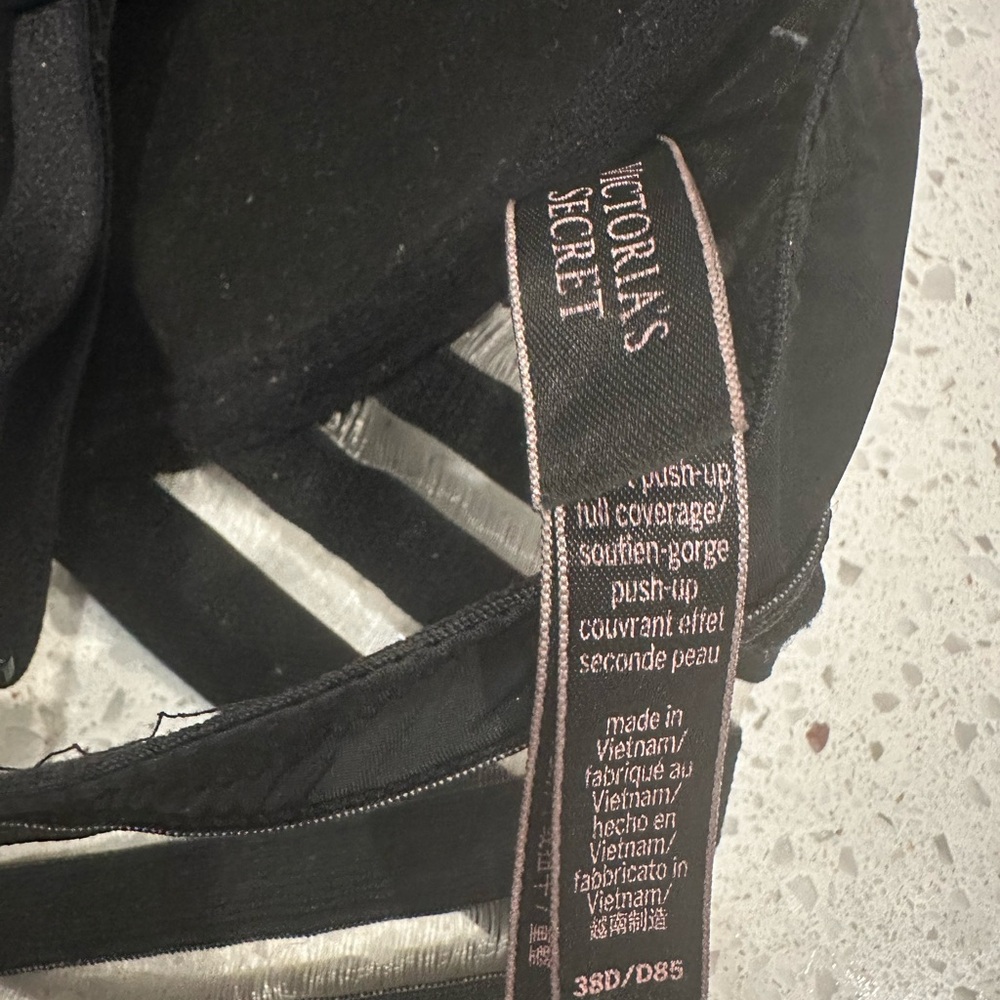 VICTORIA'S
SECRET
push-up
full coverage/
soutien-gorge
push-up
couvrant effet
seconde peau
made in
Vietnam/
fabriqué au
Vietnam/
hecho en
Vietnam/
fabbricato in
Vietnam/
越南制造
38D/D85